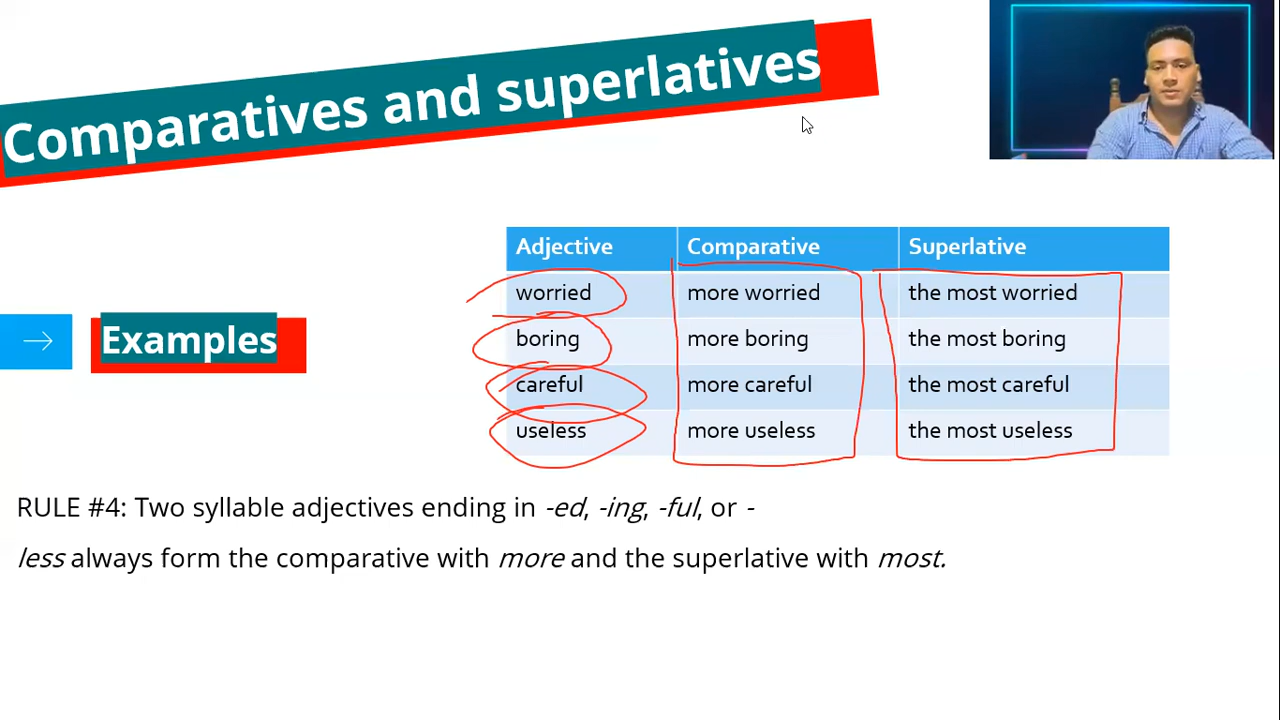 Comparatives and superlatives
Adjective Comparative Superlative
worried more worried the most worried
Examples
boring more boring the most boring
careful more careful the most careful
useless more useless the most useless
RULE #4: Two syllable adjectives ending in -ed, -ing, -ful, or -
less always form the comparative with more and the superlative with most.